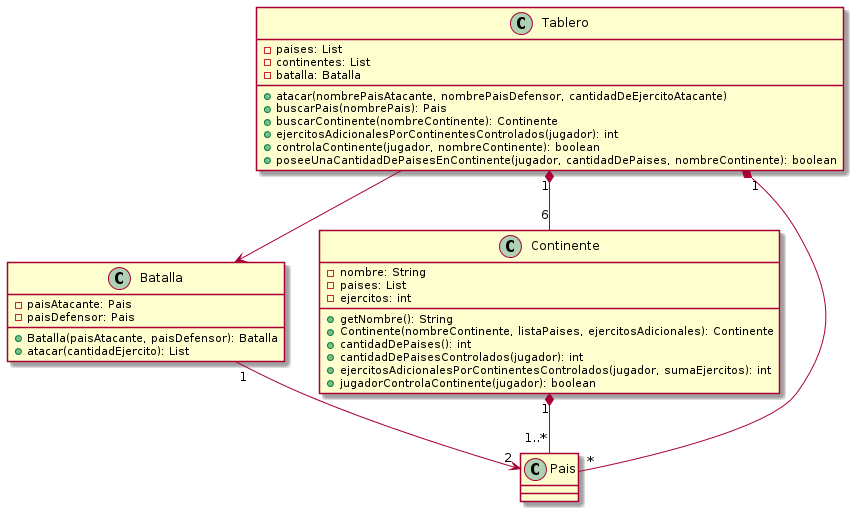 C Tablero
paises: List
continentes: List
batalla: Batalla
atacar(nombrePaisAtacante, nombrePaisDefensor, cantidadDeEjercitoAtacante)
buscarPais(nombrePais): Pais
buscarContinente(nombreContinente): Continente
ejercitosAdicionalesPorContinentesControlados(jugador): int
controlaContinente(jugador, nombreContinente): boolean
poseeUnaCantidadDePaisesEnContinente(jugador, cantidadDePaises, nombreContinente): boolean
1
1
6
C Batalla
paisAtacante: Pais
paisDefensor: Pais
Batalla(paisAtacante, paisDefensor): Batalla
atacar(cantidadEjercito): List
C Continente
nombre: String
paises: List
ejercitos: int
getNombre(): String
Continente(nombreContinente, listaPaises, ejercitosAdicionales): Continente
cantidadDePaises(): int
cantidadDePaisesControlados(jugador): int
ejercitosAdicionalesPorContinentesControlados(jugador, sumaEjercitos): int
jugadorControlaContinente(jugador): boolean
1
1
1..*
2
*
C Pais